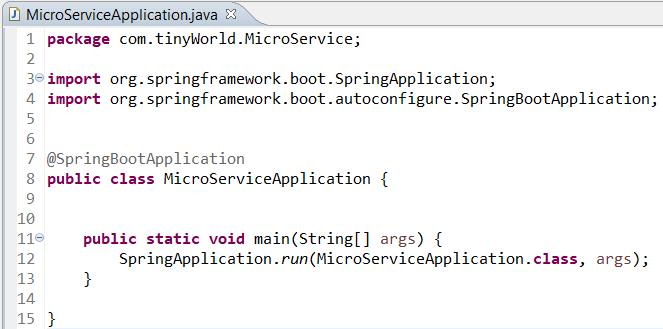 MicroServiceApplication.java
1 package com.tinyWorld.MicroService;
2
3 import org.springframework.boot.SpringApplication;
4 import org.springframework.boot.autoconfigure.SpringBootApplication;
5
6
7 @SpringBootApplication
8 public class MicroServiceApplication {
9
10
11     public static void main(String[] args) {
12         SpringApplication.run(MicroServiceApplication.class, args);
13     }
14
15 }